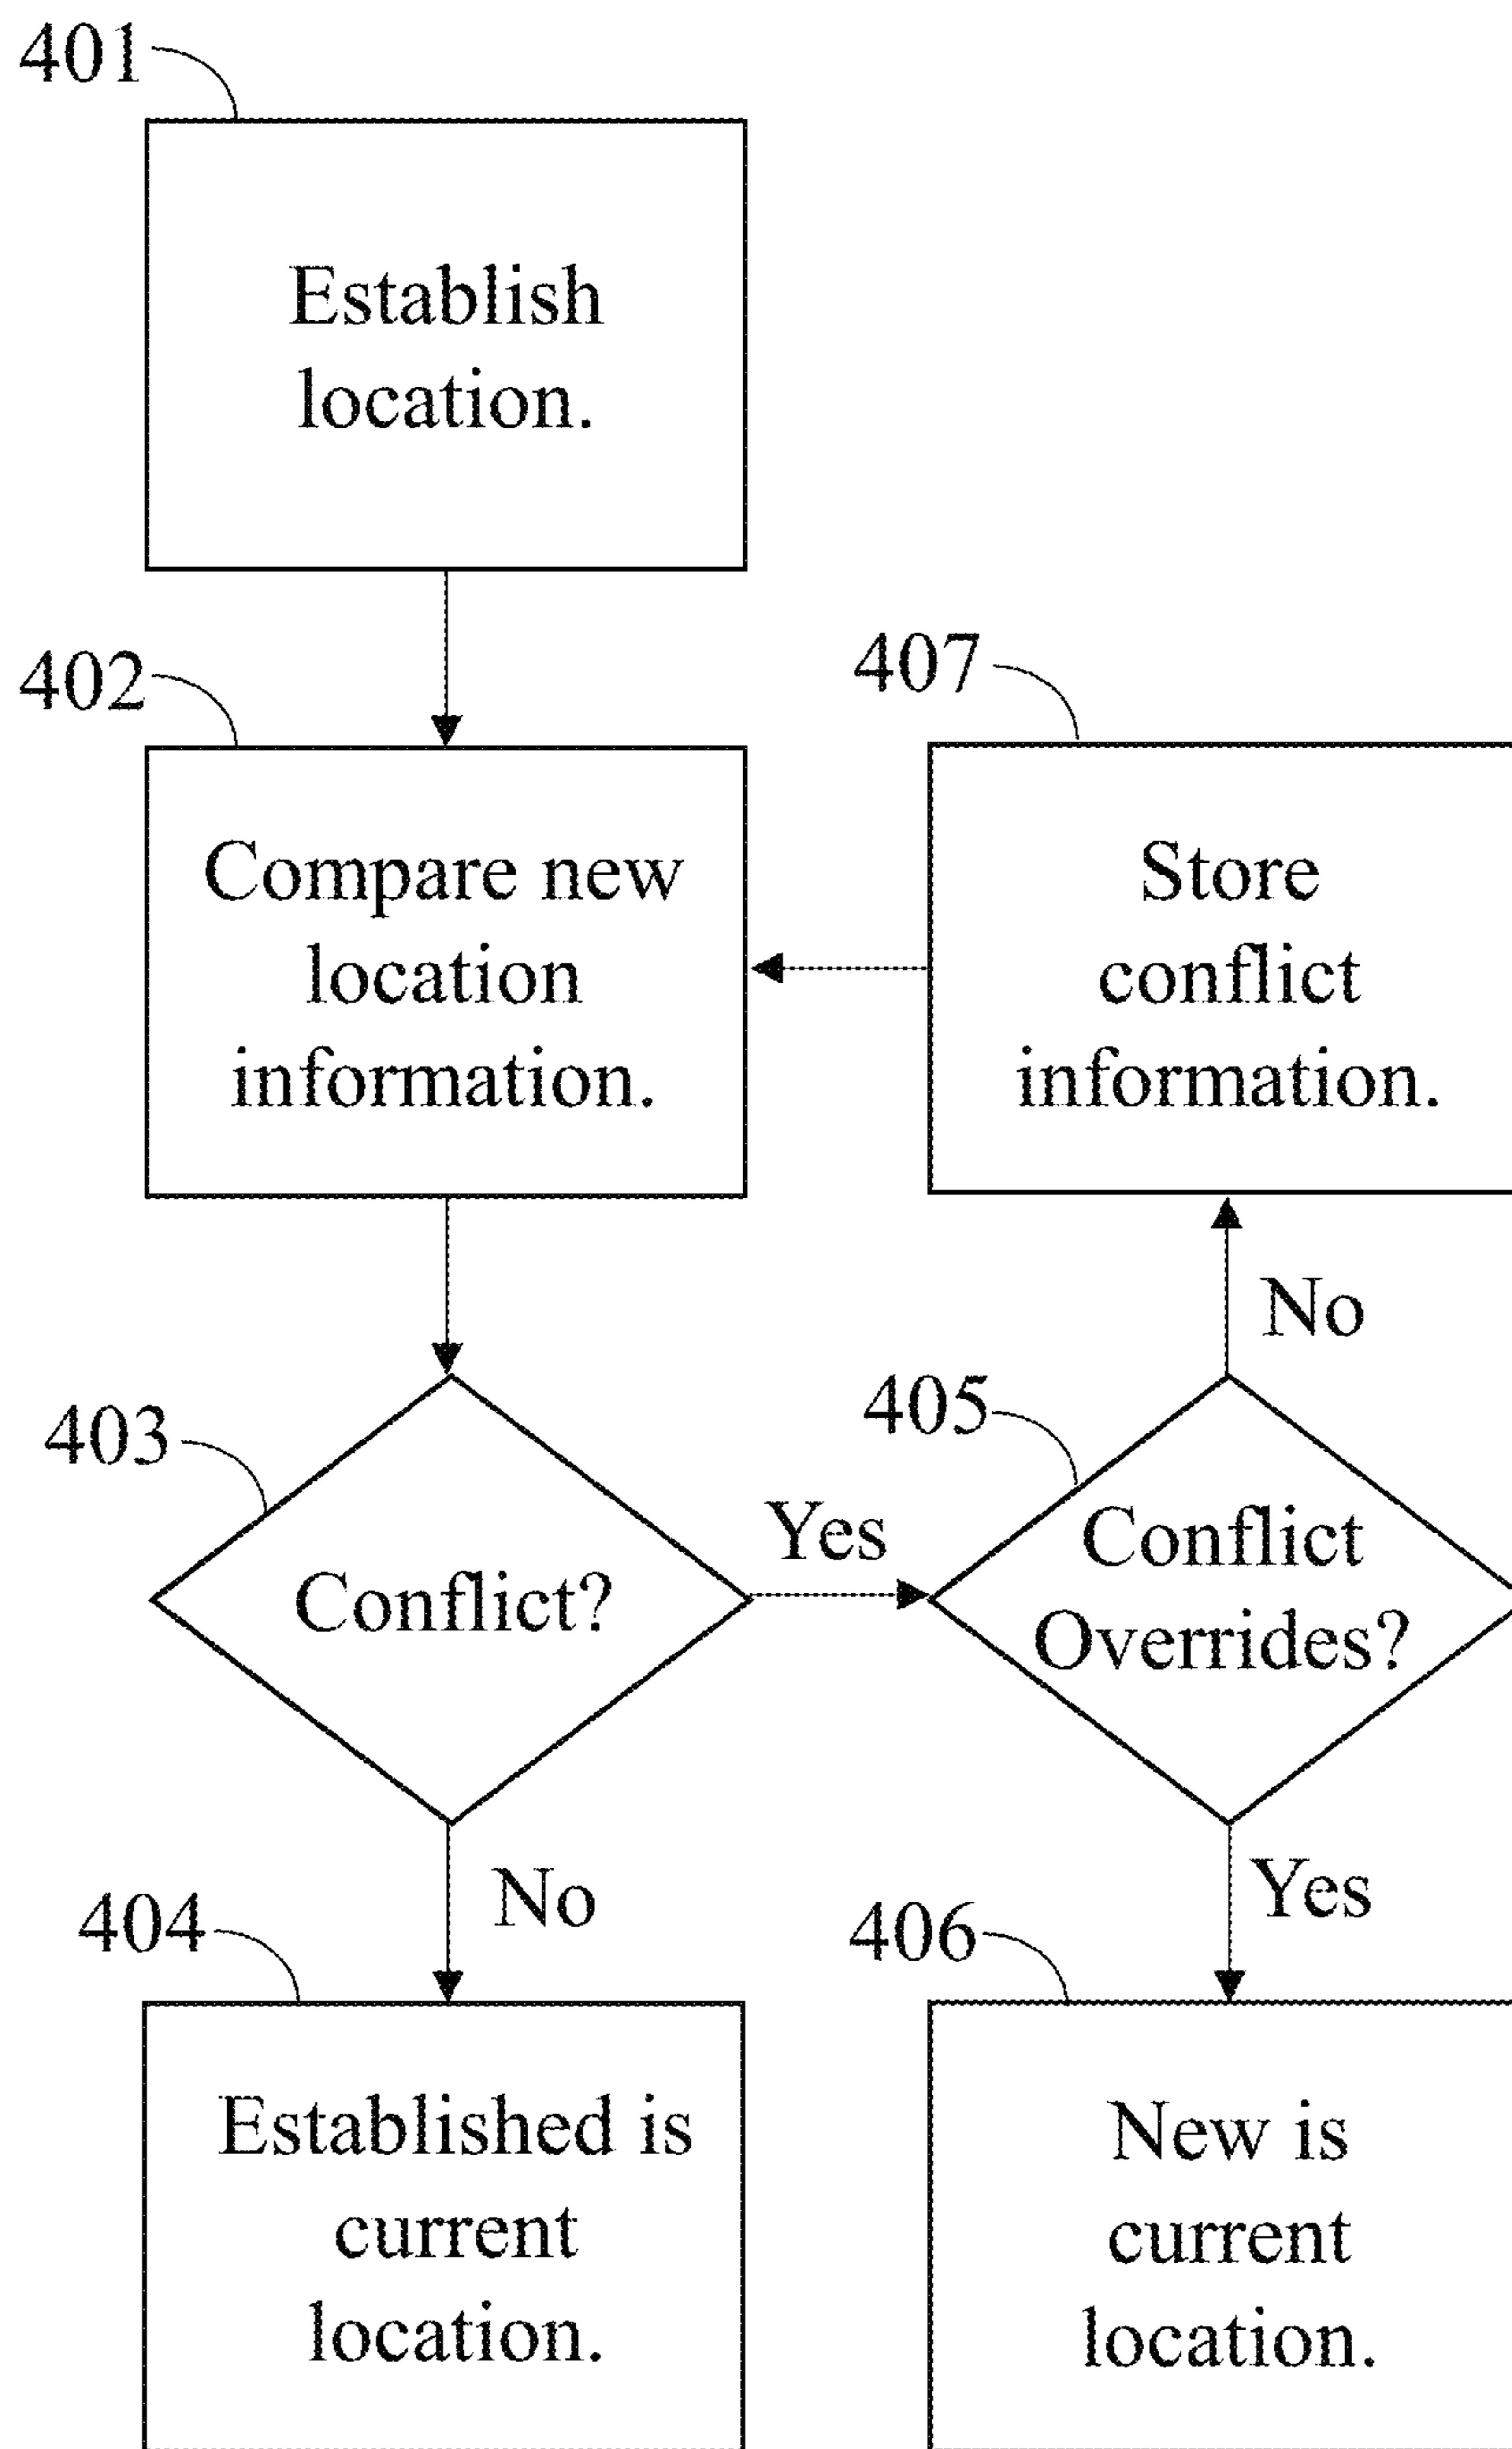 401
Establish
location.
402
Compare new
location
information.
407
Store
conflict
information.
403
Conflict?
Yes
405
Conflict
Overrides?
No
No
404
Established is
current
location.
Yes
406
New is
current
location.